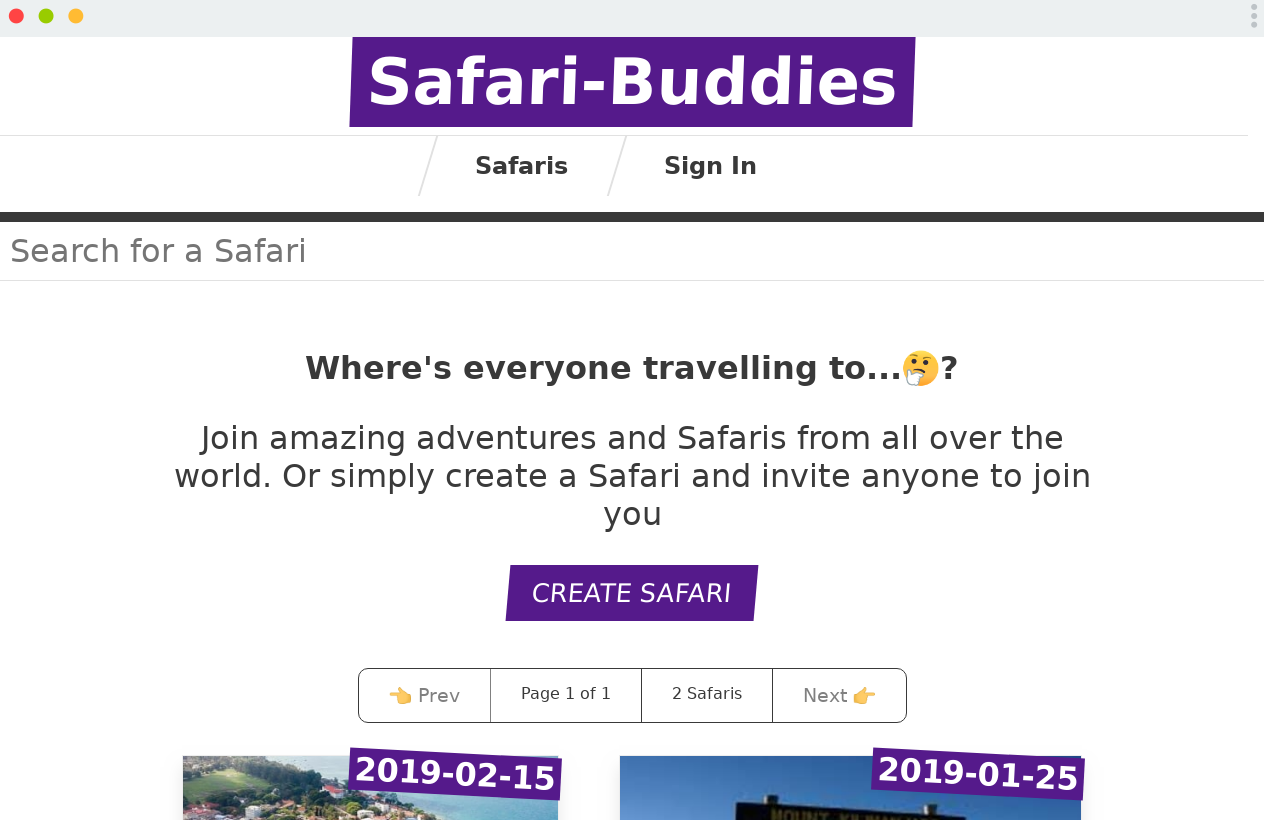 Safari-Buddies
Safaris
Sign In
Search for a Safari
Where's everyone travelling to...🤔?
Join amazing adventures and Safaris from all over the
world. Or simply create a Safari and invite anyone to join
you
CREATE SAFARI
👈 Prev
Page 1 of 1
2 Safaris
Next 👉
2019-02-15
2019-01-25